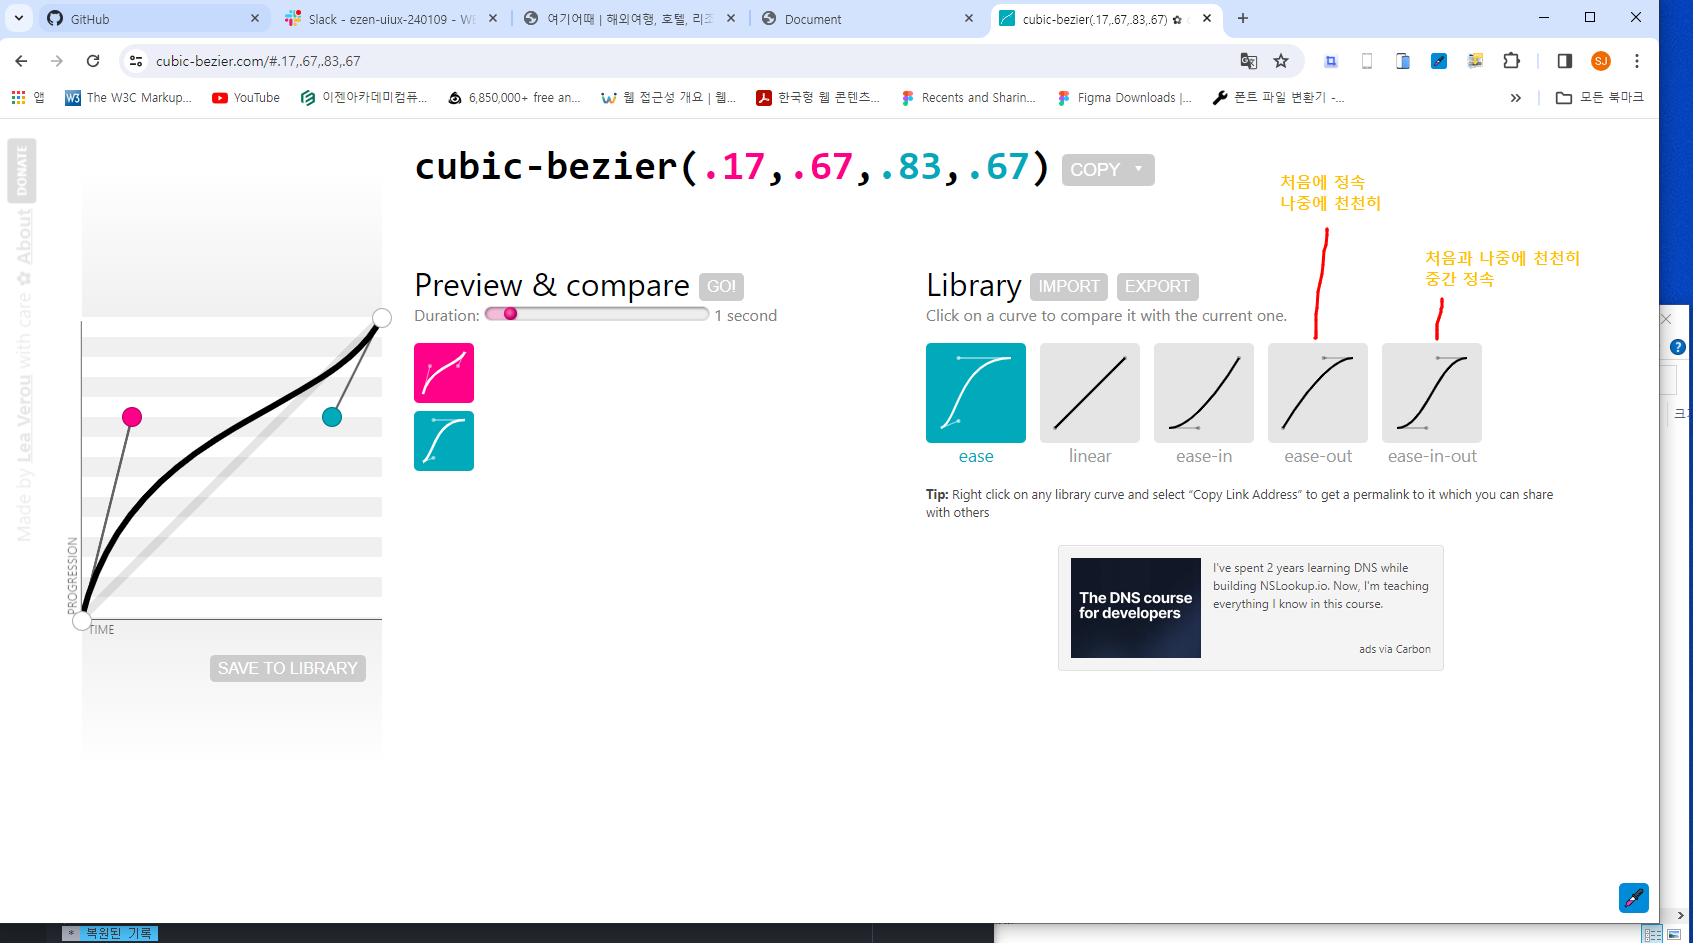 GitHub
Slack - ezen-uiux-240109 - WE
여기어때 | 해외여행, 호텔, 리조
Document
cubic-bezier(.17,.67,.83,.67) ✿
cubic-bezier.com/#.17,.67,.83,.67
SJ
앱
The W3C Markup...
YouTube
이젠아카데미컴퓨...
6,850,000+ free an...
웹 접근성 개요 | 웹...
한국형 웹 콘텐츠...
Recents and Sharin...
Figma Downloads |...
폰트 파일 변환기 -...
모든 북마크
DONATE
Made by Lea Verou with care ✿ About
cubic-bezier(.17,.67,.83,.67)
COPY
처음에 정속
나중에 천천히
처음과 나중에 천천히
중간 정속
Preview & compare GO!
Duration: 1 second
Library IMPORT EXPORT
Click on a curve to compare it with the current one.
ease
linear
ease-in
ease-out
ease-in-out
Tip: Right click on any library curve and select “Copy Link Address” to get a permalink to it which you can share
with others
PROGRESSION
TIME
SAVE TO LIBRARY
The DNS course
for developers
I've spent 2 years learning DNS while
building NSLookup.io. Now, I'm teaching
everything I know in this course.
ads via Carbon
* 복원된 기록